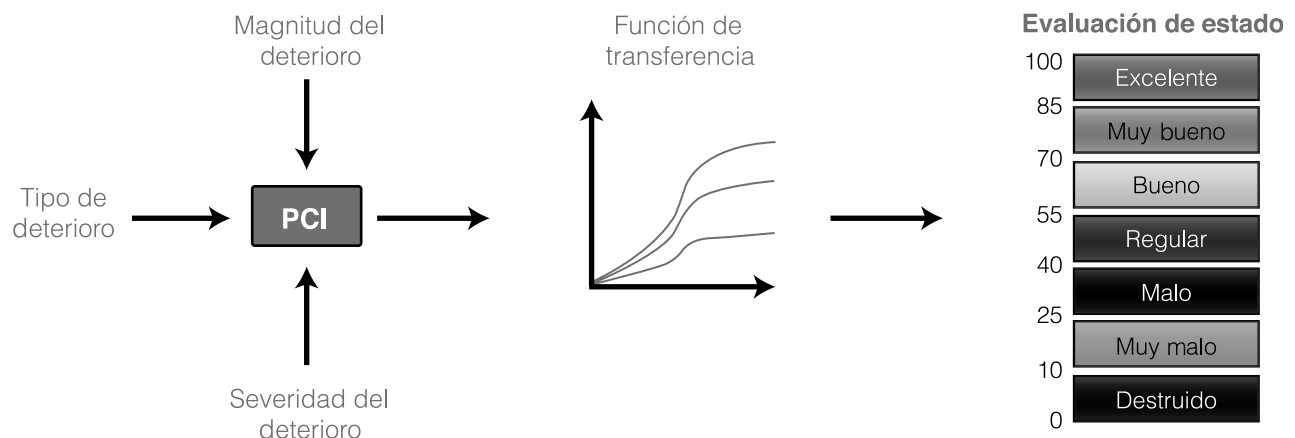 Magnitud del
deterioro
Tipo de
deterioro
PCI
Severidad del
deterioro
Función de
transferencia
Evaluación de estado
100
Excelente
85
Muy bueno
70
Bueno
55
Regular
40
Malo
25
Muy malo
10
Destruido
0